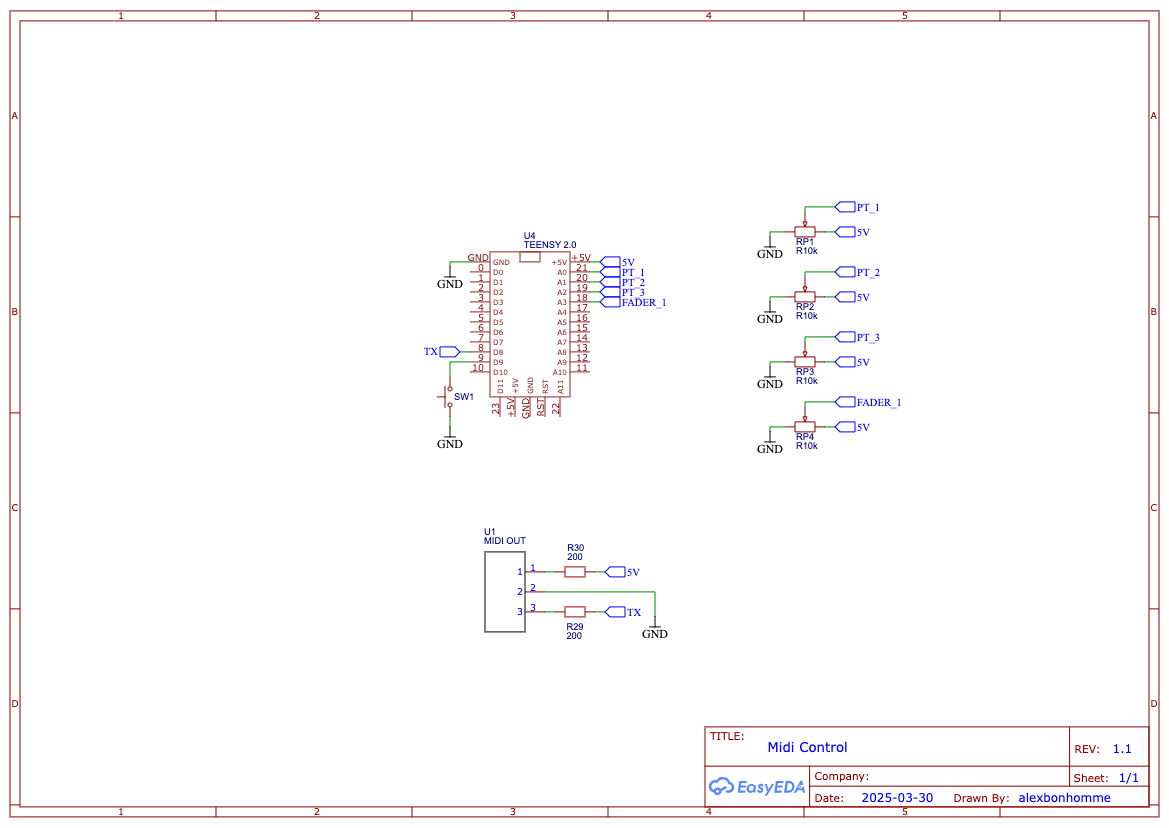 1 2 3 4 5
A A
B B
C C
D D
U4
TEENSY 2.0
GND GND +5V +5V 5V
0 D0 A0 21 PT_1
1 D1 A1 20 PT_2
2 D2 A2 19 PT_3
3 D3 A3 18 FADER_1
4 D4 A4 17
5 D5 A5 16
6 D6 A6 15
7 D7 A7 14
TX 8 D8 A8 13
9 D9 A9 12
10 D10 A10 11
D11 +5V GND RST A11
23 +5V GND RST 22
GND
SW1
GND
PT_1
5V
RP1
R10k
GND
PT_2
5V
RP2
R10k
GND
PT_3
5V
RP3
R10k
GND
FADER_1
5V
RP4
R10k
GND
U1
MIDI OUT
R30
200
1 1 5V
2 2
3 3 TX
R29
200
GND
TITLE:
Midi Control
REV: 1.1
EasyEDA
Company:
Sheet: 1/1
Date: 2025-03-30 Drawn By: alexbonhomme
1 2 3 4 5